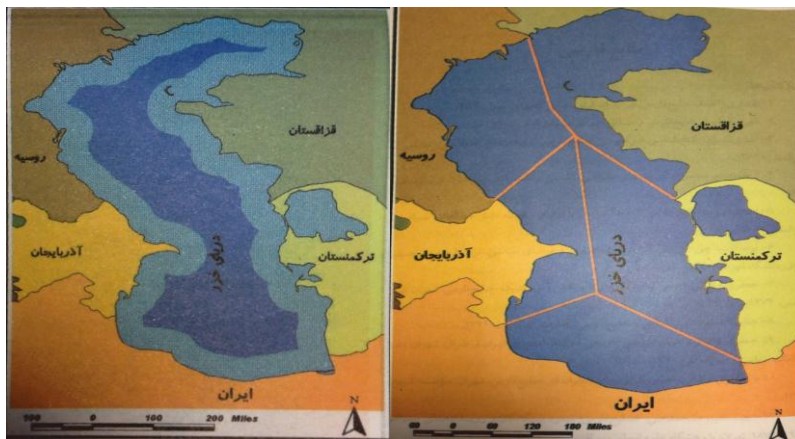 قزاقستان
روسیه
آذربایجان
دریای خزر
ترکمنستان
ایران
N
100 0 100 200 Miles
قزاقستان
روسیه
آذربایجان
دریای خزر
ترکمنستان
ایران
N
60 0 60 120 180 Miles